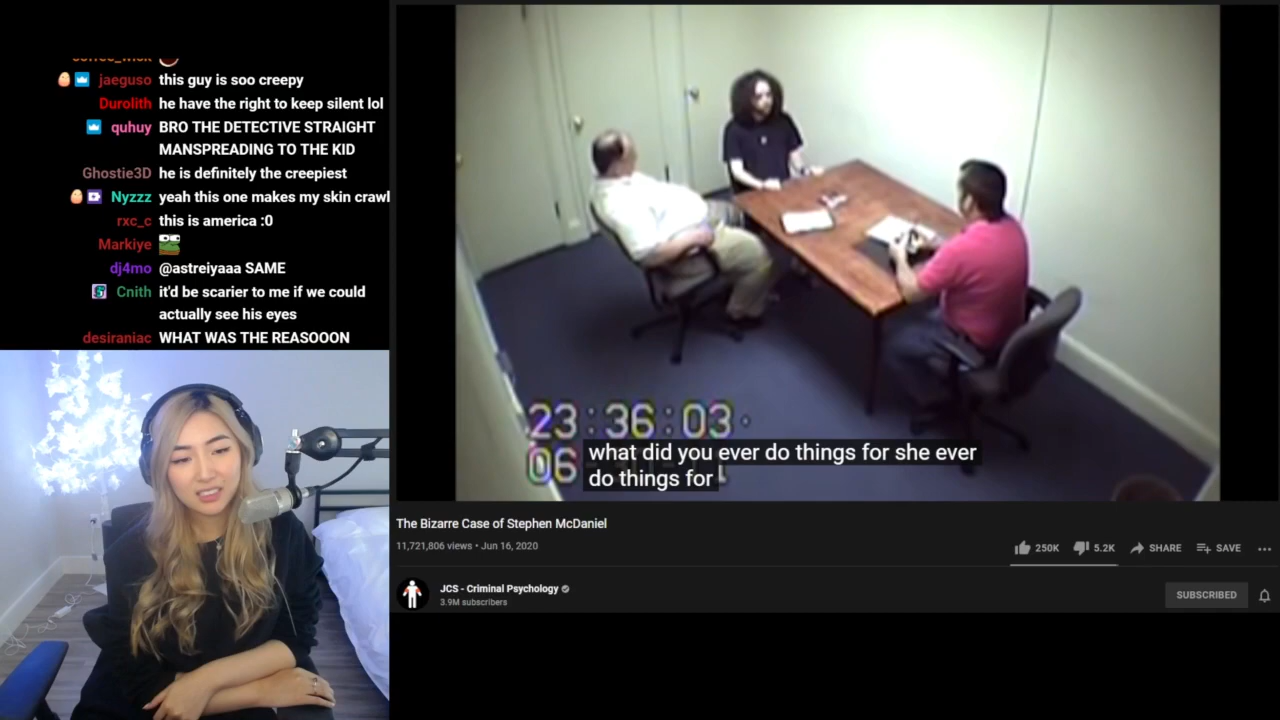 jaeguso this guy is soo creepy
Durolith he have the right to keep silent lol
quhuy BRO THE DETECTIVE STRAIGHT
MANSPREADING TO THE KID
Ghostie3D he is definitely the creepiest
Nyzzz yeah this one makes my skin crawl
rxc_c this is america :0
Markiye
dj4mo @astreiyaaa SAME
Cnith it'd be scarier to me if we could
actually see his eyes
desiraniac WHAT WAS THE REASOOON
23:36:03
06
what did you ever do things for she ever
do things for
The Bizarre Case of Stephen McDaniel
11,721,806 views • Jun 16, 2020
250K 5.2K SHARE SAVE
JCS - Criminal Psychology
3.9M subscribers
SUBSCRIBED